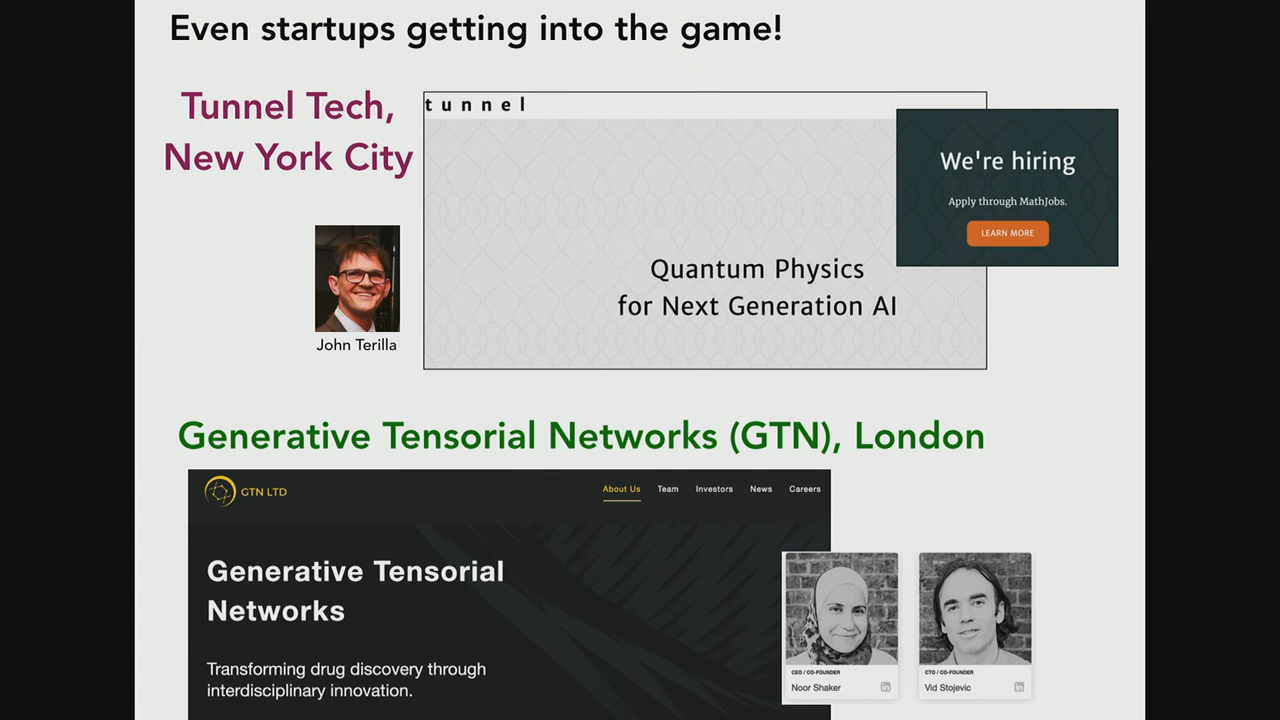 Even startups getting into the game!
Tunnel Tech,
New York City
tunnel
We're hiring
Apply through MathJobs.
LEARN MORE
Quantum Physics
for Next Generation AI
John Terilla
Generative Tensorial Networks (GTN), London
GTN LTD
About Us Team Investors News Careers
Generative Tensorial
Networks
Transforming drug discovery through
interdisciplinary innovation.
CEO / CO-FOUNDER
Noor Shaker in
CTO / CO-FOUNDER
Vid Stojevic in